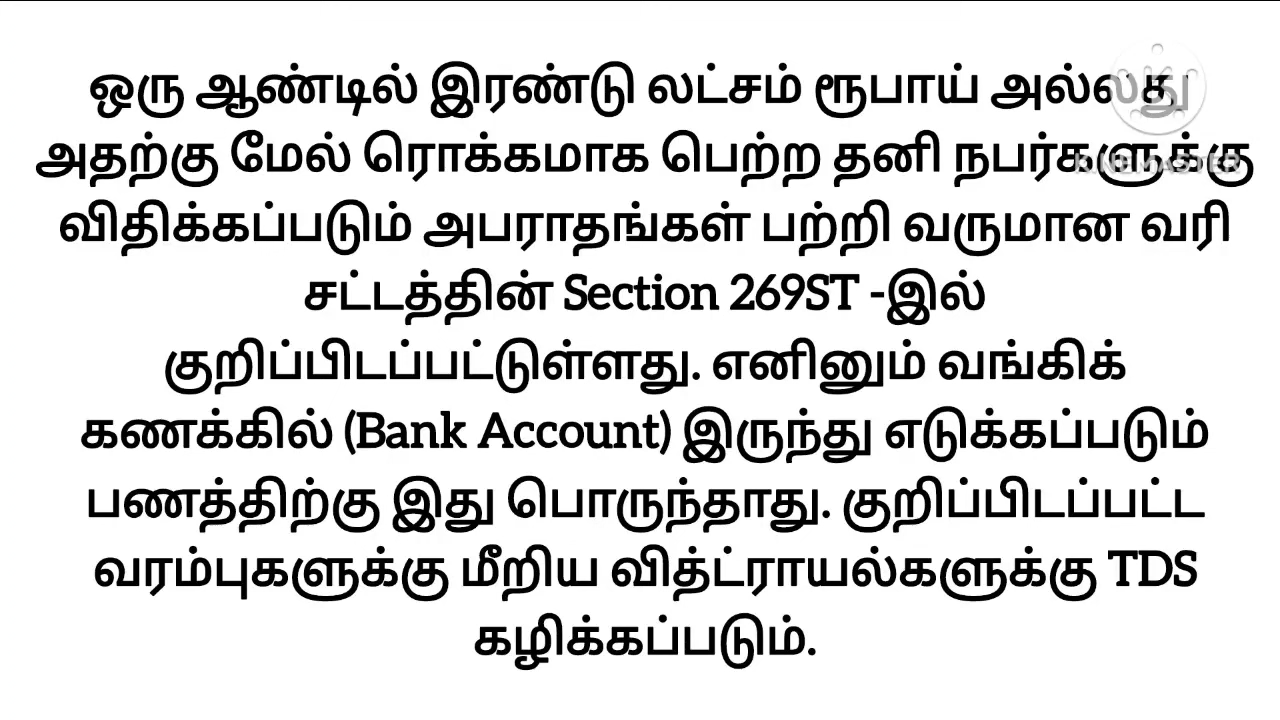 ஒரு ஆண்டில் இரண்டு லட்சம் ரூபாய் அல்லது
அதற்கு மேல் ரொக்கமாக பெற்ற தனி நபர்களுக்கு
விதிக்கப்படும் அபராதங்கள் பற்றி வருமான வரி
சட்டத்தின் Section 269ST -இல்
குறிப்பிடப்பட்டுள்ளது. எனினும் வங்கிக்
கணக்கில் (Bank Account) இருந்து எடுக்கப்படும்
பணத்திற்கு இது பொருந்தாது. குறிப்பிடப்பட்ட
வரம்புகளுக்கு மீறிய வித்ட்ராயல்களுக்கு TDS
கழிக்கப்படும்.
KINEMASTER